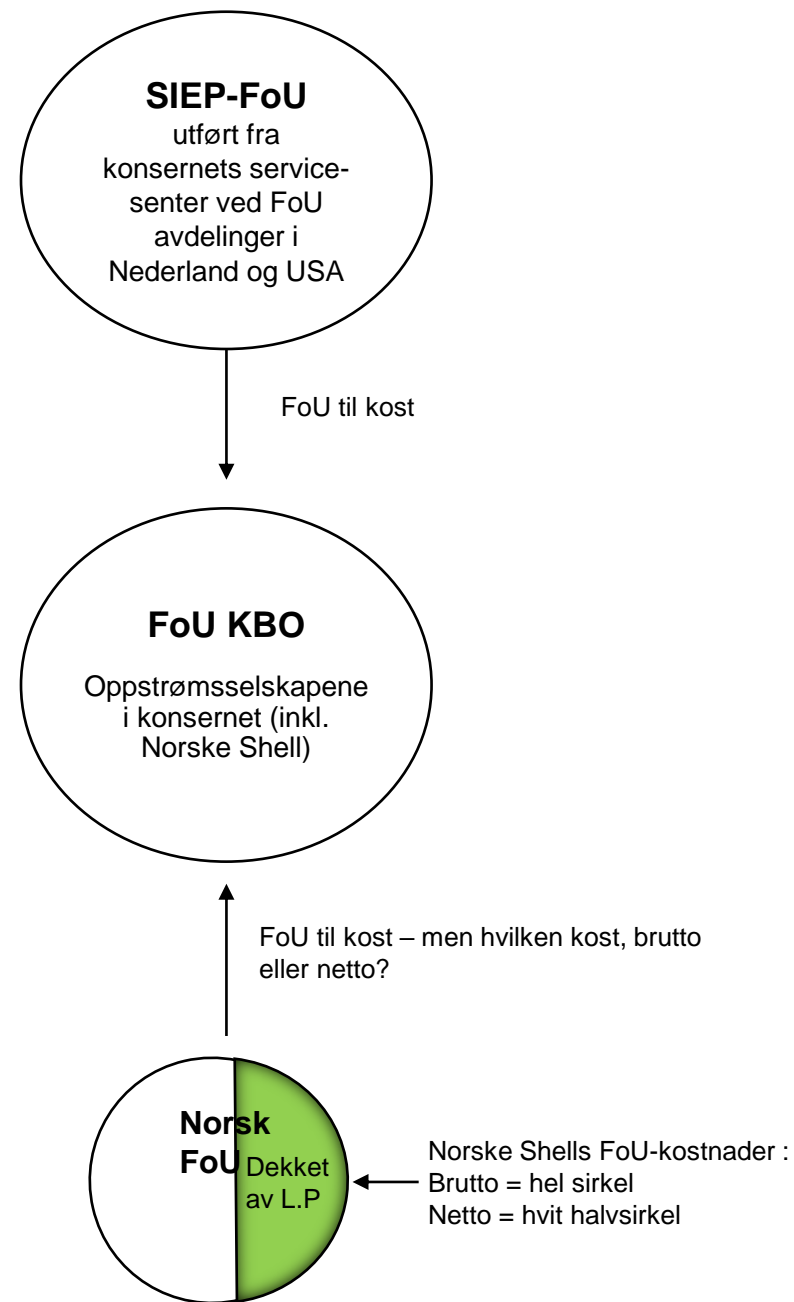 SIEP-FoU
utført fra
konsernets service-
senter ved FoU
avdelinger i
Nederland og USA
FoU til kost
FoU KBO
Oppstrømsselskapene
i konsernet (inkl.
Norske Shell)
FoU til kost – men hvilken kost, brutto
eller netto?
Norsk
FoU
Dekket
av L.P
Norske Shells FoU-kostnader :
Brutto = hel sirkel
Netto = hvit halvsirkel